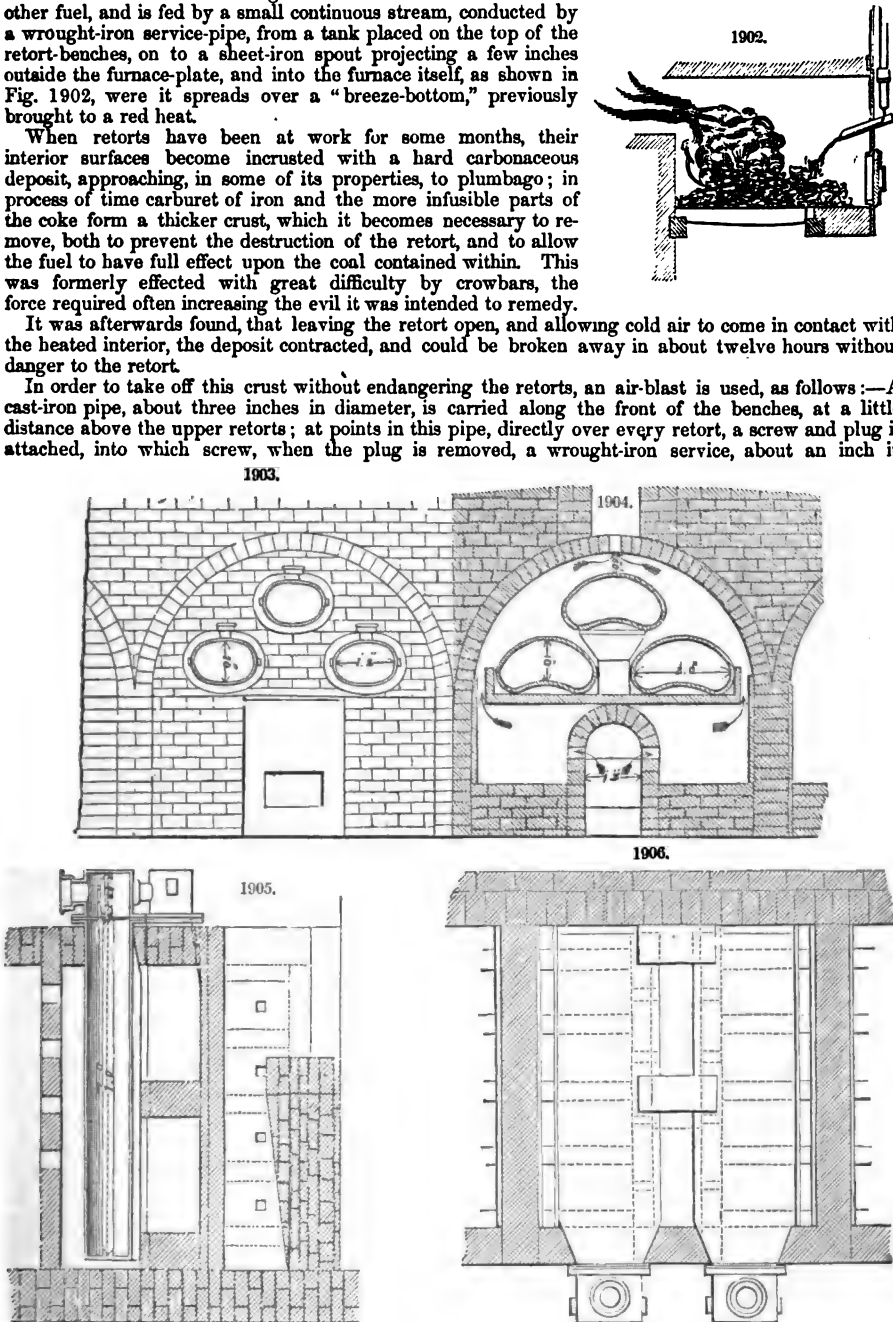 other fuel, and is fed by a small continuous stream, conducted by
a wrought-iron service-pipe, from a tank placed on the top of the
retort-benches, on to a sheet-iron spout projecting a few inches
outside the furnace-plate, and into the furnace itself, as shown in
Fig. 1902, were it spreads over a “breeze-bottom,” previously
brought to a red heat.
1902.
When retorts have been at work for some months, their
interior surfaces become incrusted with a hard carbonaceous
deposit, approaching, in some of its properties, to plumbago; in
process of time carburet of iron and the more infusible parts of
the coke form a thicker crust, which it becomes necessary to re-
move, both to prevent the destruction of the retort, and to allow
the fuel to have full effect upon the coal contained within. This
was formerly effected with great difficulty by crowbars, the
force required often increasing the evil it was intended to remedy.
It was afterwards found, that leaving the retort open, and allowing cold air to come in contact with
the heated interior, the deposit contracted, and could be broken away in about twelve hours without
danger to the retort.
In order to take off this crust without endangering the retorts, an air-blast is used, as follows:—A
cast-iron pipe, about three inches in diameter, is carried along the front of the benches, at a little
distance above the upper retorts; at points in this pipe, directly over every retort, a screw and plug i
attached, into which screw, when the plug is removed, a wrought-iron service, about an inch i
1903.
1904.
1905.
1906.